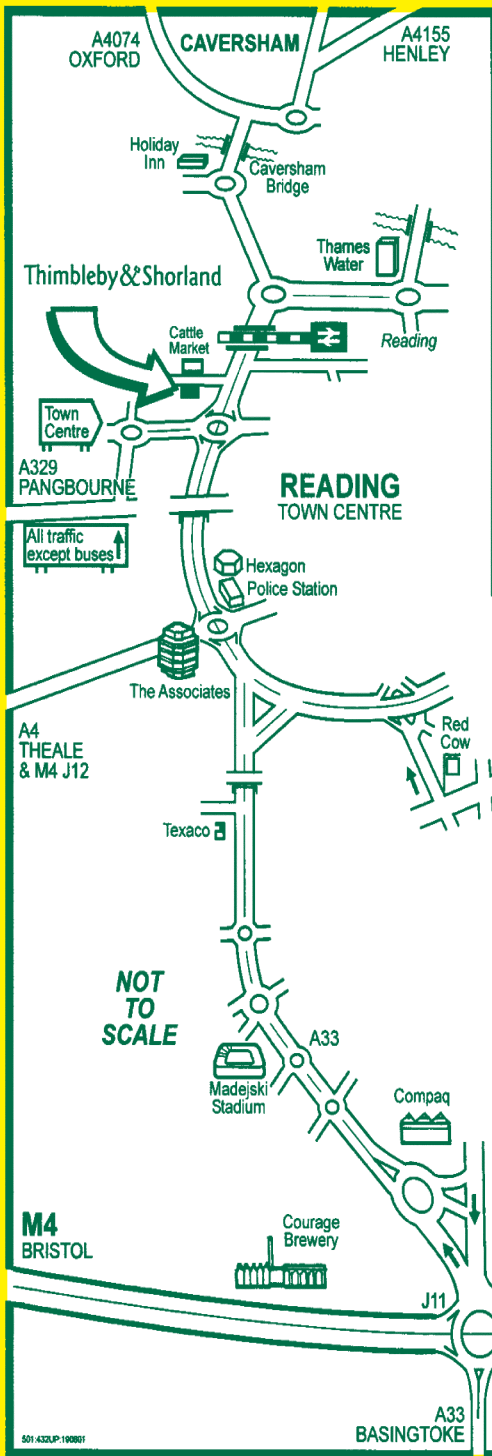 A4074
OXFORD
CAVERSHAM
A4155
HENLEY
Holiday
Inn
Caversham
Bridge
Thames
Water
Thimbleby & Shorland
Cattle
Market
Reading
Town
Centre
A329
PANGBOURNE
READING
TOWN CENTRE
All traffic
except buses
Hexagon
Police Station
The Associates
A4
THEALE
& M4 J12
Red
Cow
Texaco
NOT
TO
SCALE
A33
Madejski
Stadium
Compaq
M4
BRISTOL
Courage
Brewery
J11
A33
BASINGTOKE